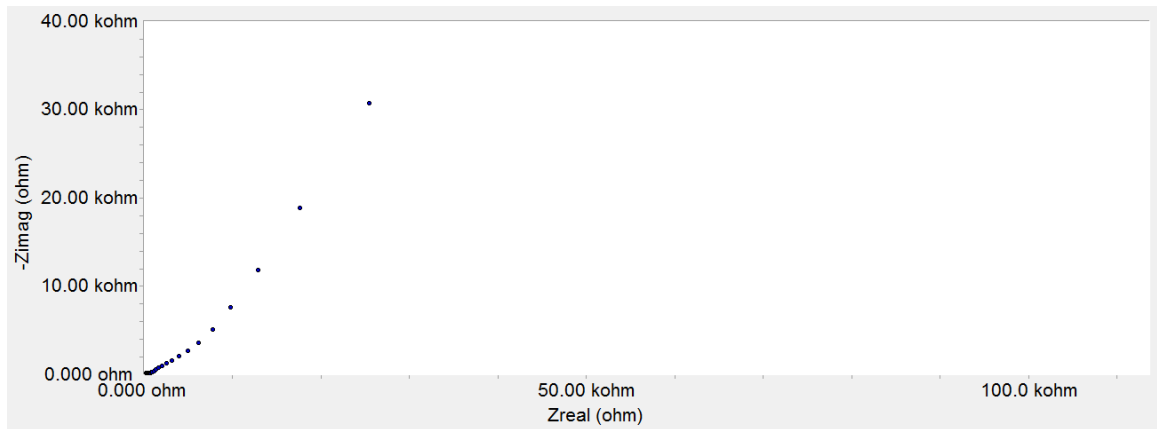 40.00 kohm
30.00 kohm
20.00 kohm
10.00 kohm
0.000 ohm
-Zimag (ohm)
0.000 ohm
50.00 kohm
100.0 kohm
Zreal (ohm)